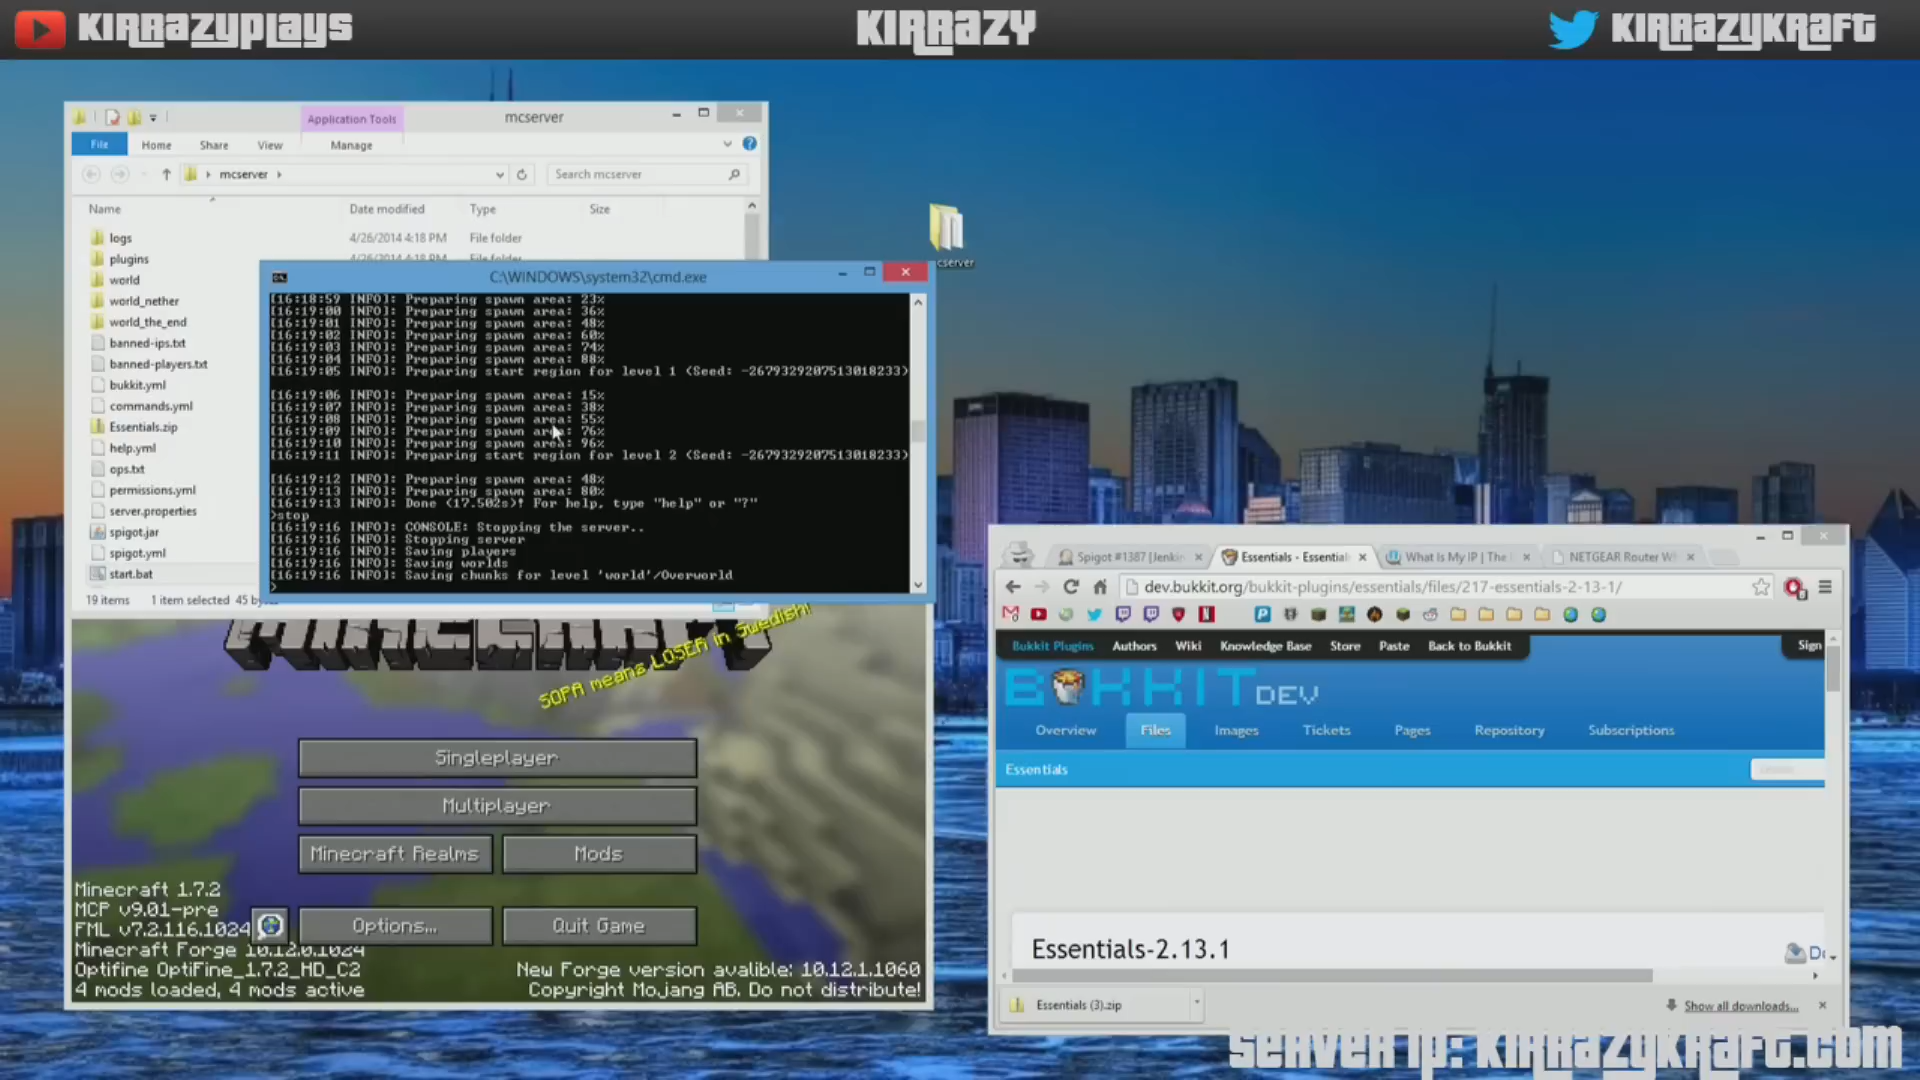 KIRRAZYPLAYS
KIRRAZY
KIRRAZYKRAFT
Application Tools
mcserver
File
Home
Share
View
Manage
mcserver
Search mcserver
Name
Date modified
Type
Size
logs
4/26/2014 4:18 PM
File folder
plugins
world
world_nether
world_the_end
banned-ips.txt
banned-players.txt
bukkit.yml
commands.yml
Essentials.zip
help.yml
ops.txt
permissions.yml
server.properties
spigot.jar
spigot.yml
start.bat
19 items
1 item selected 45
mcserver
C:\WINDOWS\system32\cmd.exe
[16:18:59 INFO]: Preparing spawn area: 23%
[16:19:00 INFO]: Preparing spawn area: 36%
[16:19:01 INFO]: Preparing spawn area: 48%
[16:19:02 INFO]: Preparing spawn area: 60%
[16:19:03 INFO]: Preparing spawn area: 74%
[16:19:04 INFO]: Preparing spawn area: 88%
[16:19:05 INFO]: Preparing start region for level 1 (Seed: -2679329207513018233)
[16:19:06 INFO]: Preparing spawn area: 15%
[16:19:07 INFO]: Preparing spawn area: 38%
[16:19:08 INFO]: Preparing spawn area: 55%
[16:19:09 INFO]: Preparing spawn area: 76%
[16:19:10 INFO]: Preparing spawn area: 96%
[16:19:11 INFO]: Preparing start region for level 2 (Seed: -2679329207513018233)
[16:19:12 INFO]: Preparing spawn area: 48%
[16:19:13 INFO]: Preparing spawn area: 80%
[16:19:13 INFO]: Done (17.502s)! For help, type "help" or "?"
>stop
[16:19:16 INFO]: CONSOLE: Stopping the server..
[16:19:16 INFO]: Stopping server
[16:19:16 INFO]: Saving players
[16:19:16 INFO]: Saving worlds
[16:19:16 INFO]: Saving chunks for level 'world'/Overworld
>
MINECRAFT
SOPA means LOSER in Swedish!
Singleplayer
Multiplayer
Minecraft Realms
Mods
Options...
Quit Game
Minecraft 1.7.2
MCP v9.01-pre
FML v7.2.116.1024
Minecraft Forge 10.12.0.1024
Optifine OptiFine_1.7.2_HD_C2
4 mods loaded, 4 mods active
New Forge version avalible: 10.12.1.1060
Copyright Mojang AB. Do not distribute!
Spigot #1387 [Jenkin
Essentials - Essential
What Is My IP | The
NETGEAR Router W
dev.bukkit.org/bukkit-plugins/essentials/files/217-essentials-2-13-1/
Bukkit Plugins
Authors
Wiki
Knowledge Base
Store
Paste
Back to Bukkit
Sign
BUKKIT DEV
Overview
Files
Images
Tickets
Pages
Repository
Subscriptions
Essentials
Essentials-2.13.1
Essentials (3).zip
Show all downloads...
SERVER IP: KIRRAZYKRAFT.COM